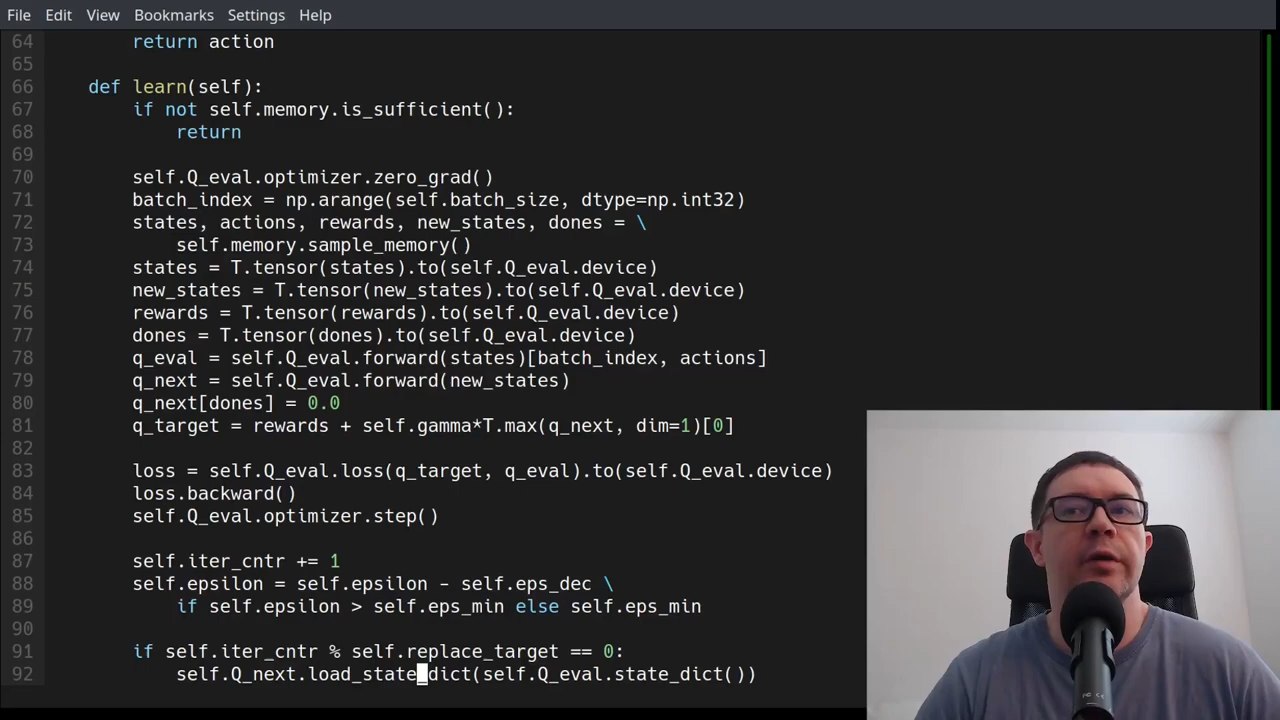 File Edit View Bookmarks Settings Help
64 return action
65
66 def learn(self):
67 if not self.memory.is_sufficient():
68 return
69
70 self.Q_eval.optimizer.zero_grad()
71 batch_index = np.arange(self.batch_size, dtype=np.int32)
72 states, actions, rewards, new_states, dones = \
73 self.memory.sample_memory()
74 states = T.tensor(states).to(self.Q_eval.device)
75 new_states = T.tensor(new_states).to(self.Q_eval.device)
76 rewards = T.tensor(rewards).to(self.Q_eval.device)
77 dones = T.tensor(dones).to(self.Q_eval.device)
78 q_eval = self.Q_eval.forward(states)[batch_index, actions]
79 q_next = self.Q_eval.forward(new_states)
80 q_next[dones] = 0.0
81 q_target = rewards + self.gamma*T.max(q_next, dim=1)[0]
82
83 loss = self.Q_eval.loss(q_target, q_eval).to(self.Q_eval.device)
84 loss.backward()
85 self.Q_eval.optimizer.step()
86
87 self.iter_cntr += 1
88 self.epsilon = self.epsilon - self.eps_dec \
89 if self.epsilon > self.eps_min else self.eps_min
90
91 if self.iter_cntr % self.replace_target == 0:
92 self.Q_next.load_state_dict(self.Q_eval.state_dict())